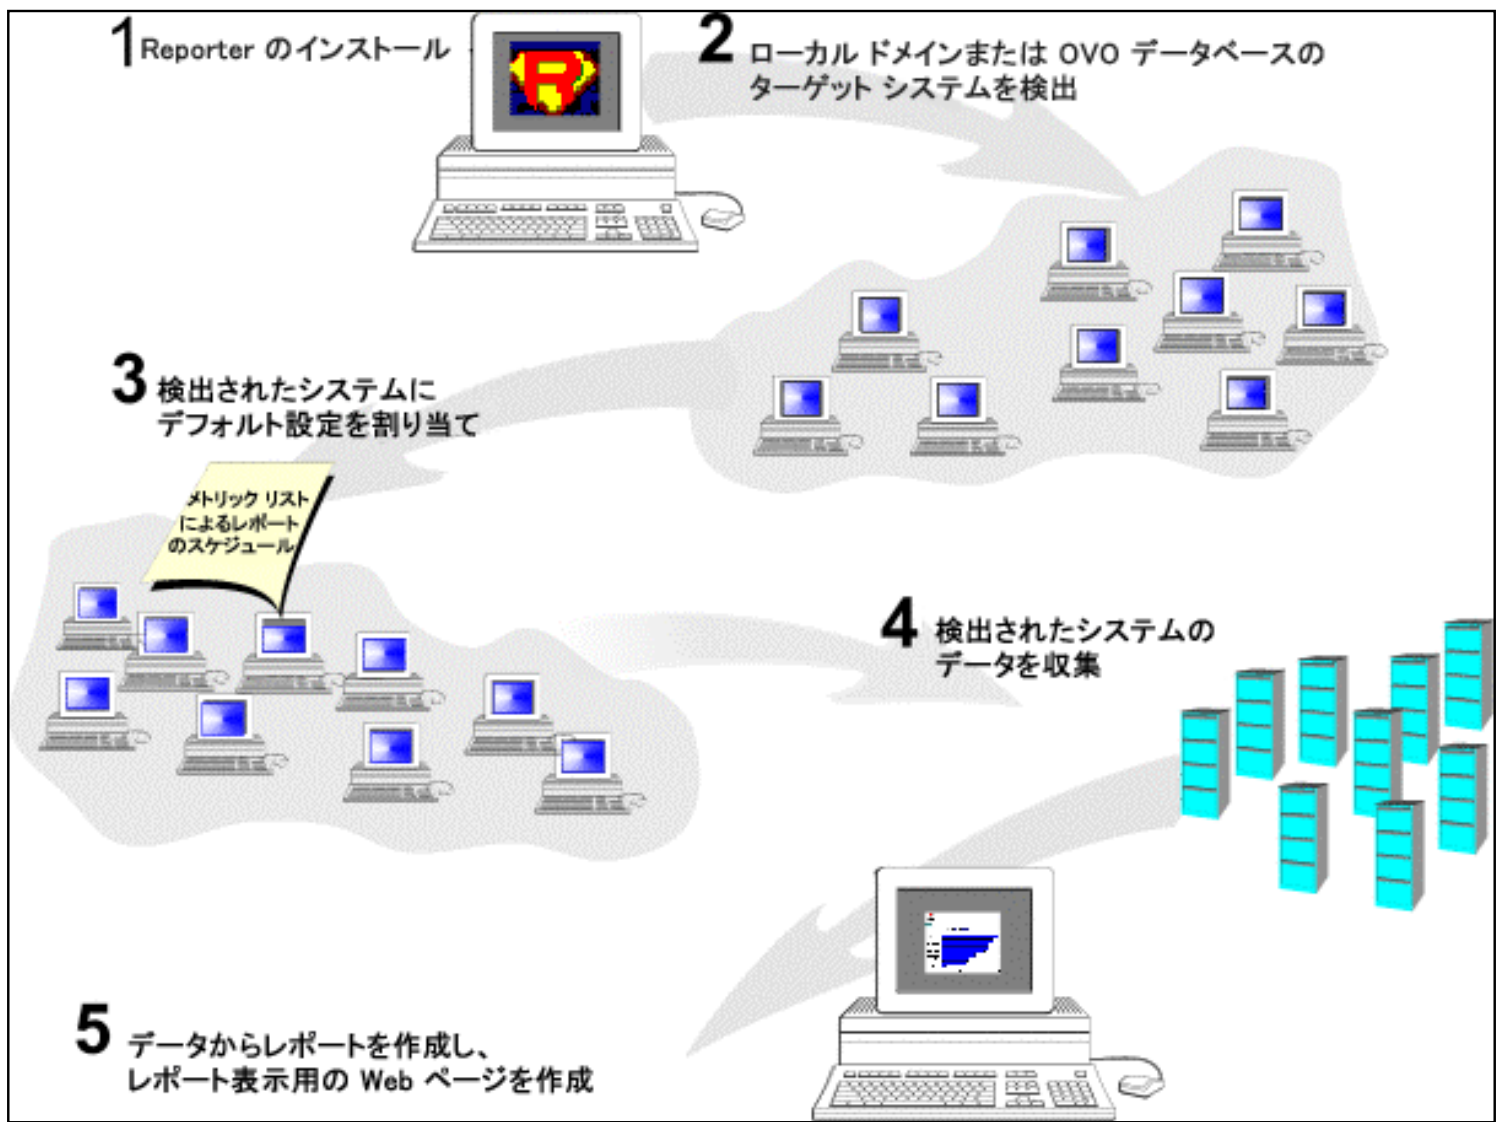 1 Reporter のインストール
2 ローカル ドメインまたは OVO データベースの
ターゲット システムを検出
3 検出されたシステムに
デフォルト設定を割り当て
メトリック リスト
によるレポート
のスケジュール
4 検出されたシステムの
データを収集
5 データからレポートを作成し、
レポート表示用の Web ページを作成
R